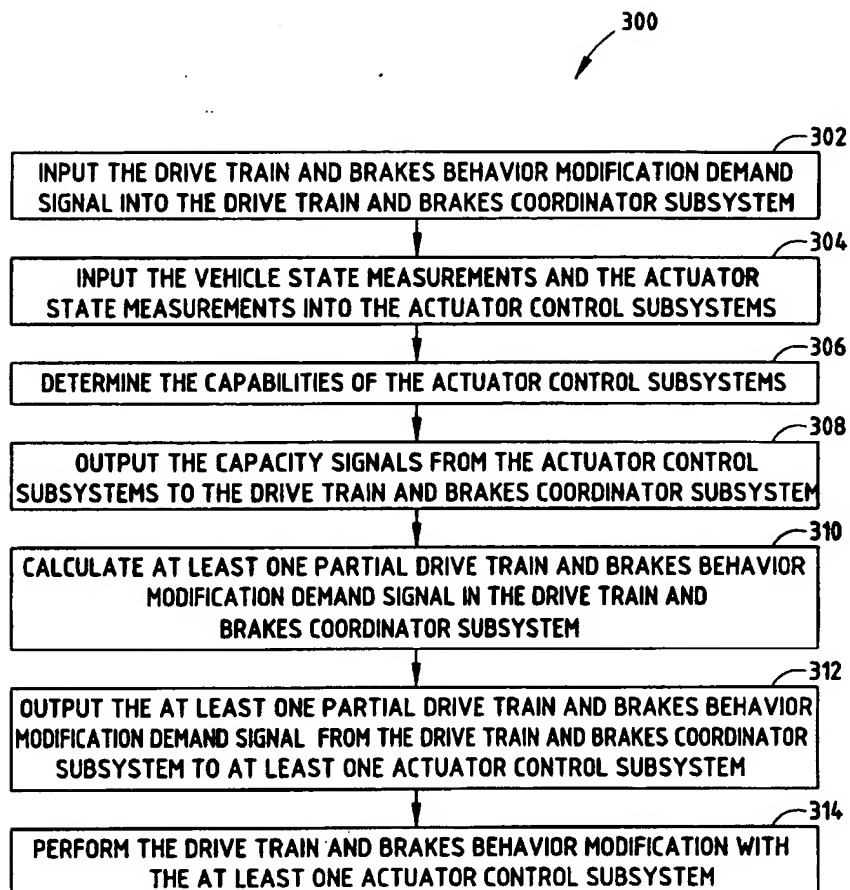 300
302
INPUT THE DRIVE TRAIN AND BRAKES BEHAVIOR MODIFICATION DEMAND
SIGNAL INTO THE DRIVE TRAIN AND BRAKES COORDINATOR SUBSYSTEM
304
INPUT THE VEHICLE STATE MEASUREMENTS AND THE ACTUATOR
STATE MEASUREMENTS INTO THE ACTUATOR CONTROL SUBSYSTEMS
306
DETERMINE THE CAPABILITIES OF THE ACTUATOR CONTROL SUBSYSTEMS
308
OUTPUT THE CAPACITY SIGNALS FROM THE ACTUATOR CONTROL
SUBSYSTEMS TO THE DRIVE TRAIN AND BRAKES COORDINATOR SUBSYSTEM
310
CALCULATE AT LEAST ONE PARTIAL DRIVE TRAIN AND BRAKES BEHAVIOR
MODIFICATION DEMAND SIGNAL IN THE DRIVE TRAIN AND
BRAKES COORDINATOR SUBSYSTEM
312
OUTPUT THE AT LEAST ONE PARTIAL DRIVE TRAIN AND BRAKES BEHAVIOR
MODIFICATION DEMAND SIGNAL FROM THE DRIVE TRAIN AND BRAKES COORDINATOR
SUBSYSTEM TO AT LEAST ONE ACTUATOR CONTROL SUBSYSTEM
314
PERFORM THE DRIVE TRAIN AND BRAKES BEHAVIOR MODIFICATION WITH
THE AT LEAST ONE ACTUATOR CONTROL SUBSYSTEM